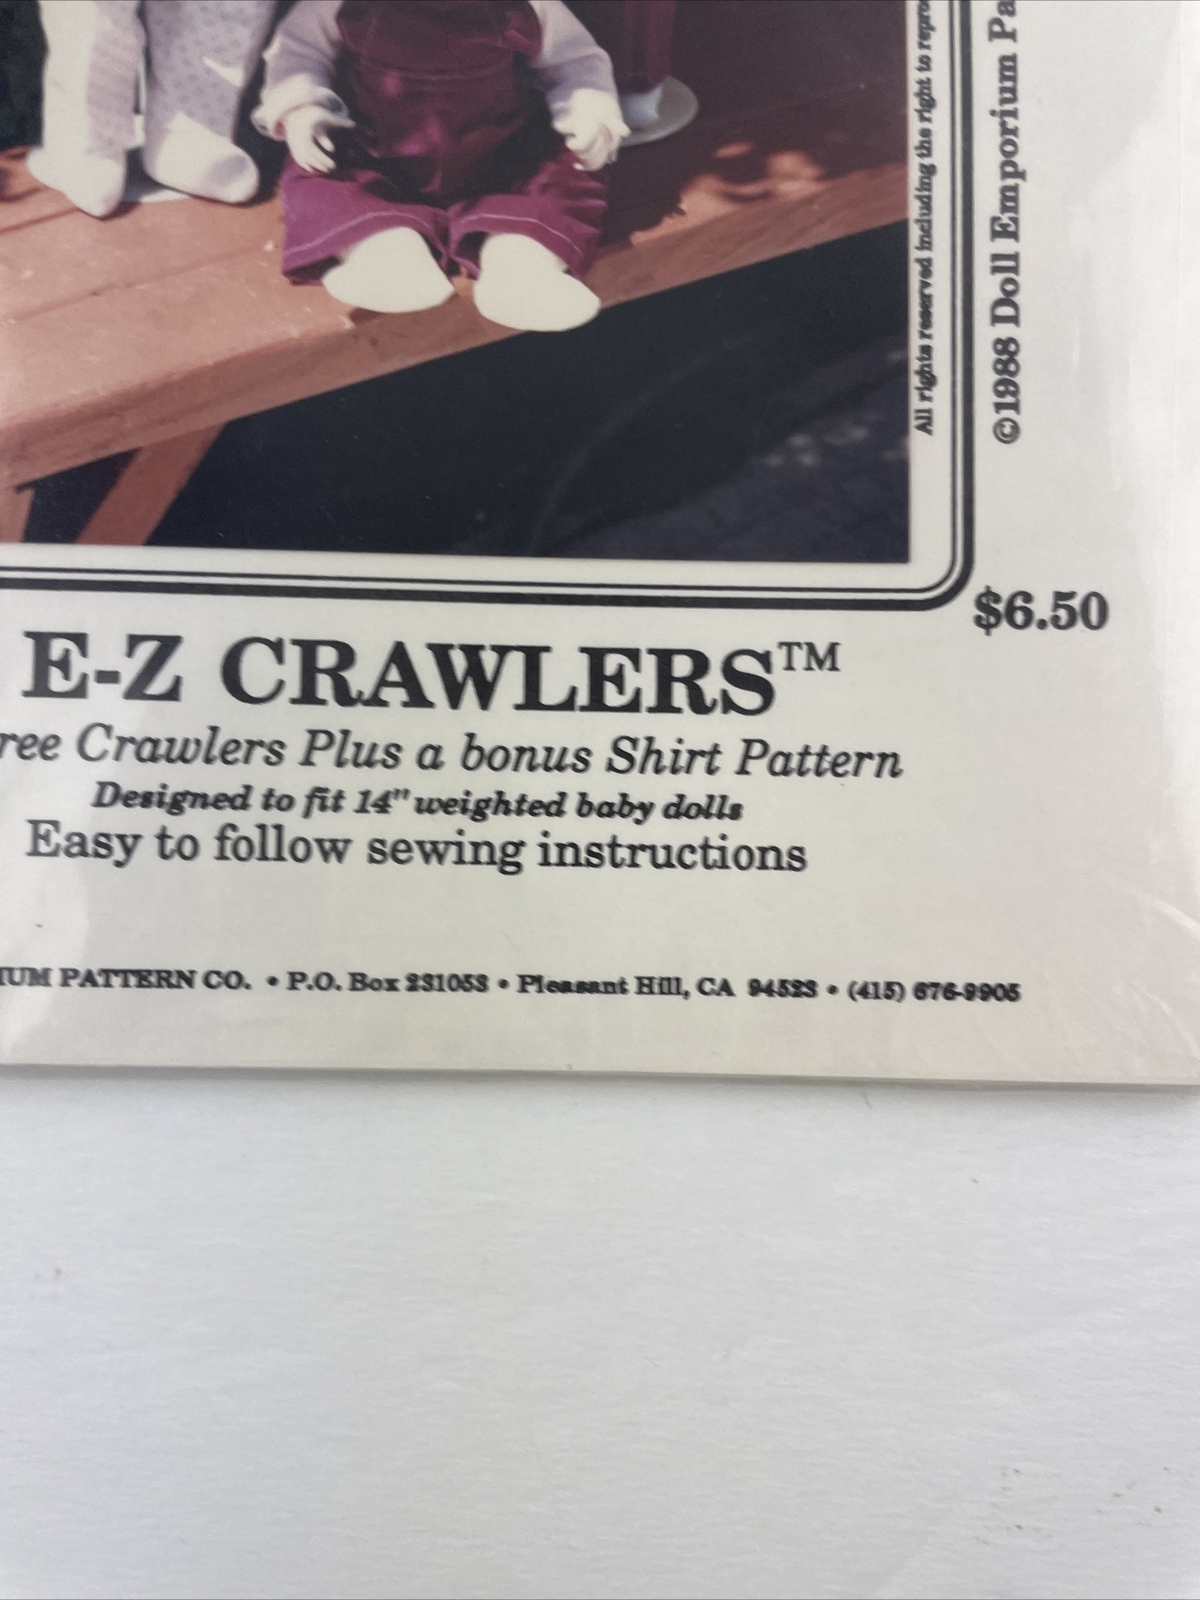 All rights reserved including the right to repro
©1988 Doll Emporium Pa
$6.50
E-Z CRAWLERS™
ree Crawlers Plus a bonus Shirt Pattern
Designed to fit 14" weighted baby dolls
Easy to follow sewing instructions
IUM PATTERN CO. • P.O. Box 231053 • Pleasant Hill, CA 94523 • (415) 676-9905